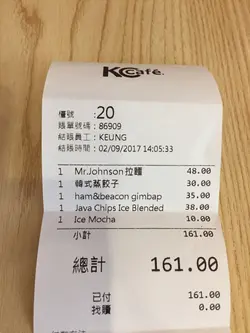 KCcafé.
檯號 :20
賬單號碼 : 86909
結賬員工 : KEUNG
結賬時間 : 02/09/2017 14:05:33
1 Mr.Johnson拉麵 48.00
1 韓式蒸餃子 30.00
1 ham&beacon gimbap 35.00
1 Java Chips Ice Blended 38.00
1 Ice Mocha 10.00
小計 161.00
總計 161.00
已付 161.00
找贖 0.00